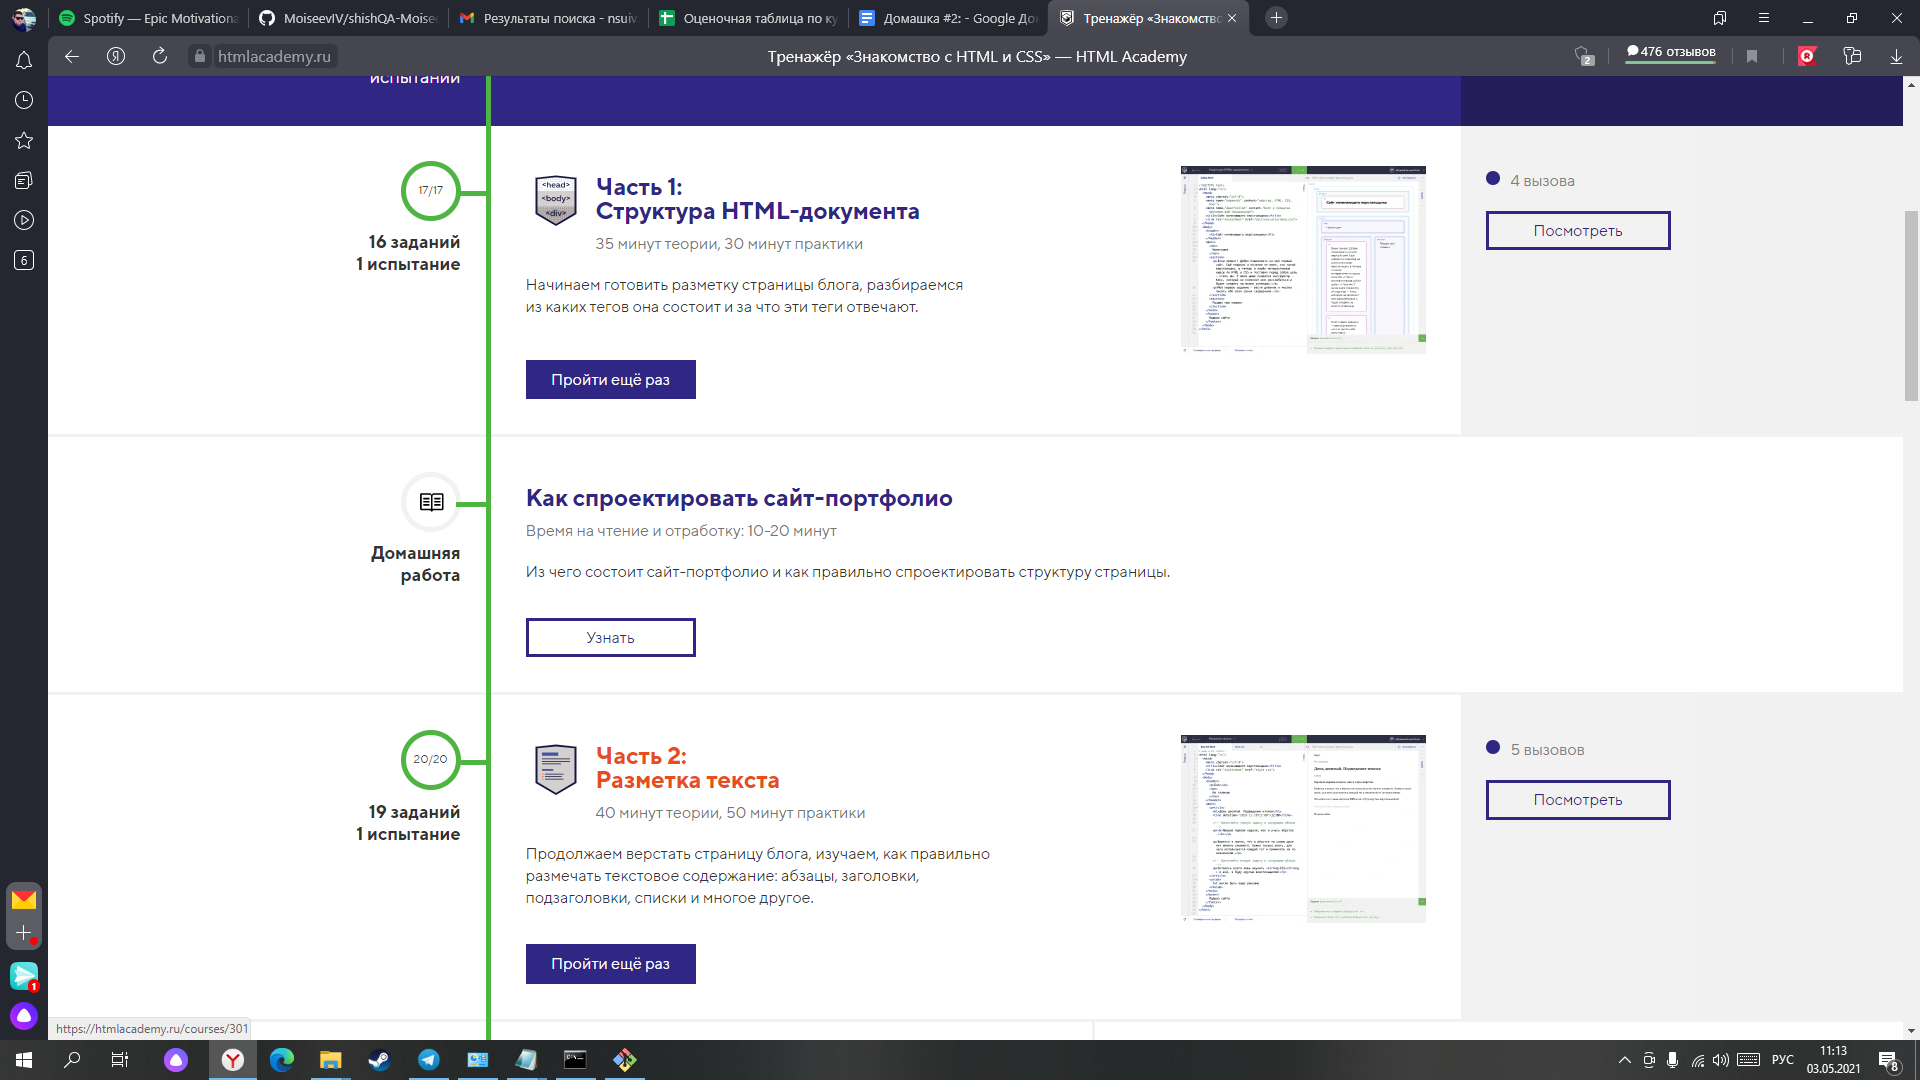 Spotify — Epic Motivationa
MoiseevIV/shishQA-Moisee
Результаты поиска - nsuiv
Оценочная таблица по ку
Домашка #2: - Google До
Тренажёр «Знакомство
htmlacademy.ru
Тренажёр «Знакомство с HTML и CSS» — HTML Academy
2
476 отзывов
6
испытаний
17/17
16 заданий
1 испытание
<head>
<body>
<div>
Часть 1:
Структура HTML-документа
35 минут теории, 30 минут практики
Начинаем готовить разметку страницы блога, разбираемся
из каких тегов она состоит и за что эти теги отвечают.
Пройти ещё раз
4 вызова
Посмотреть
Домашняя
работа
Как спроектировать сайт-портфолио
Время на чтение и отработку: 10-20 минут
Из чего состоит сайт-портфолио и как правильно спроектировать структуру страницы.
Узнать
20/20
19 заданий
1 испытание
Часть 2:
Разметка текста
40 минут теории, 50 минут практики
Продолжаем верстать страницу блога, изучаем, как правильно
размечать текстовое содержание: абзацы, заголовки,
подзаголовки, списки и многое другое.
Пройти ещё раз
5 вызовов
Посмотреть
1
https://htmlacademy.ru/courses/301
РУС
11:13
03.05.2021
8